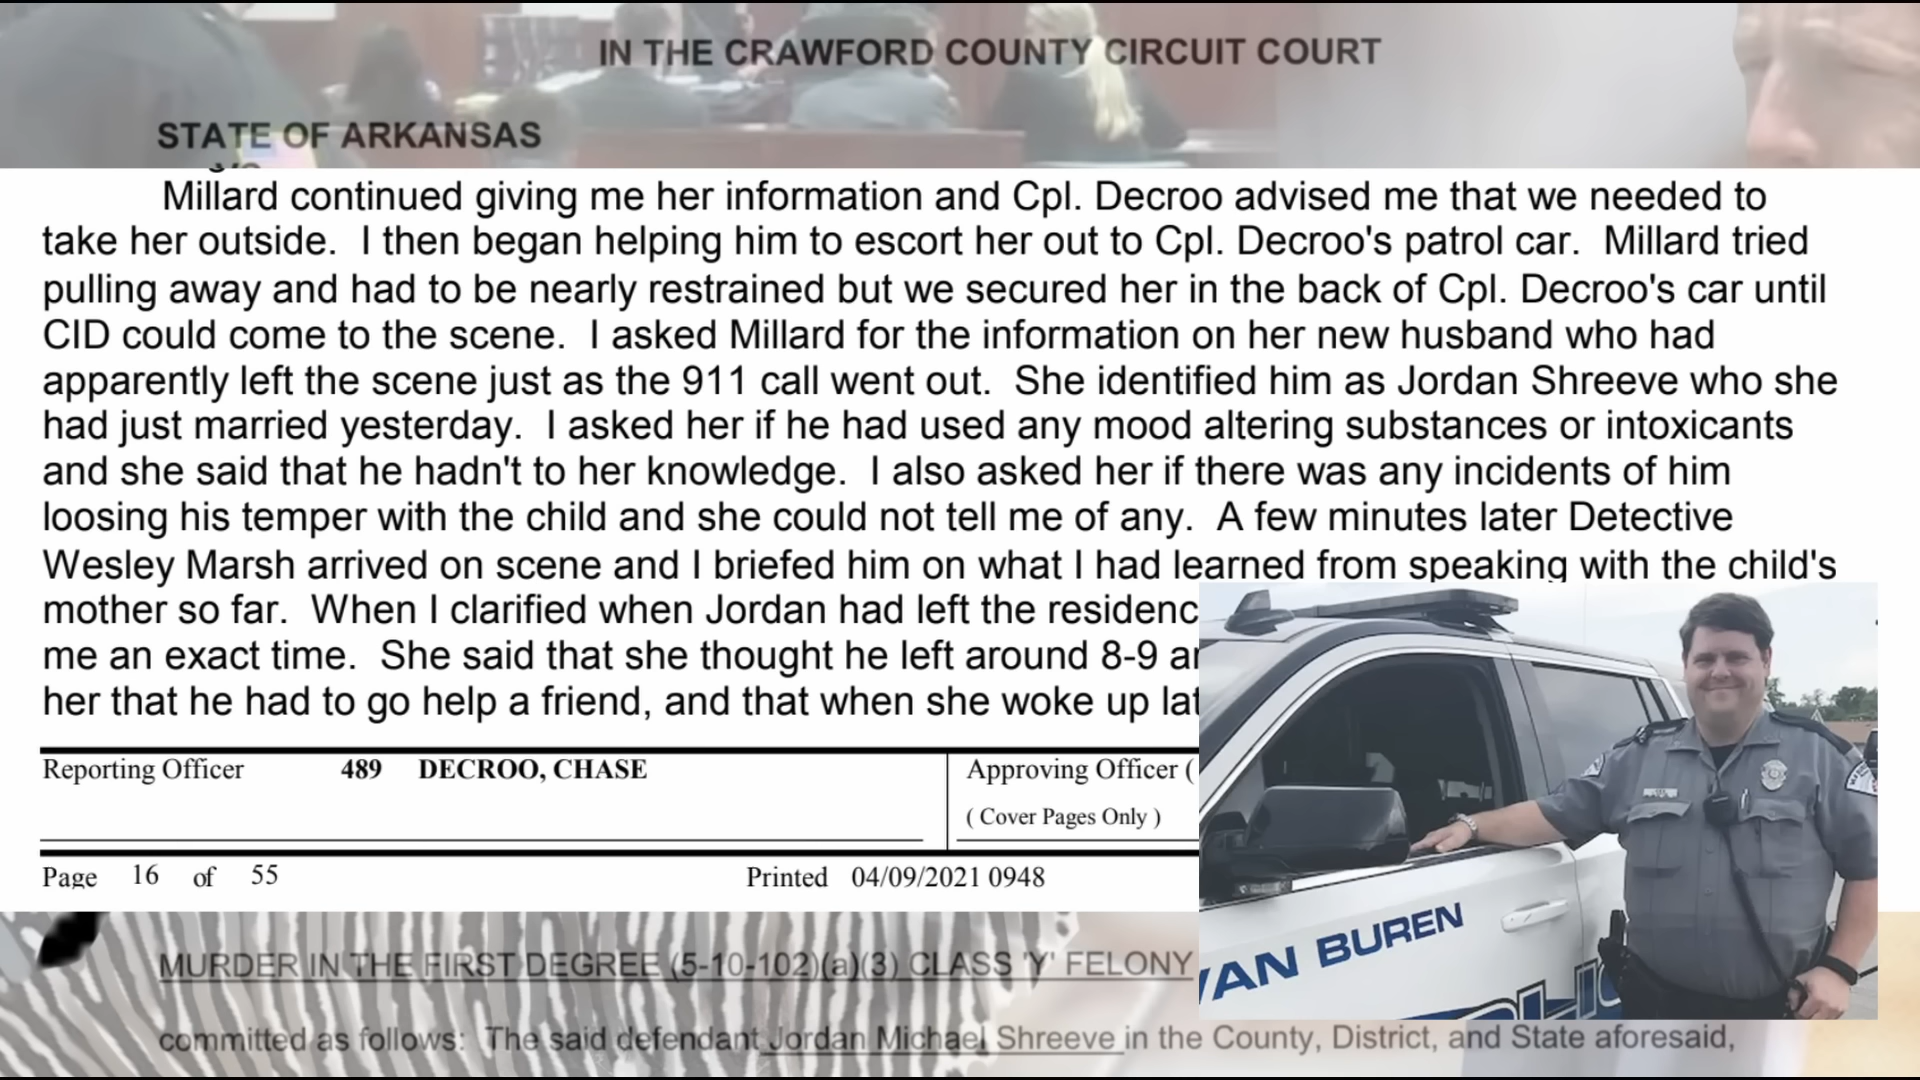 IN THE CRAWFORD COUNTY CIRCUIT COURT
STATE OF ARKANSAS
Millard continued giving me her information and Cpl. Decroo advised me that we needed to
take her outside.  I then began helping him to escort her out to Cpl. Decroo's patrol car.  Millard tried
pulling away and had to be nearly restrained but we secured her in the back of Cpl. Decroo's car until
CID could come to the scene.  I asked Millard for the information on her new husband who had
apparently left the scene just as the 911 call went out.  She identified him as Jordan Shreeve who she
had just married yesterday.  I asked her if he had used any mood altering substances or intoxicants
and she said that he hadn't to her knowledge.  I also asked her if there was any incidents of him
loosing his temper with the child and she could not tell me of any.  A few minutes later Detective
Wesley Marsh arrived on scene and I briefed him on what I had learned from speaking with the child's
mother so far.  When I clarified when Jordan had left the residenc
me an exact time.  She said that she thought he left around 8-9 a
her that he had to go help a friend, and that when she woke up lat
Reporting Officer 489 DECROO, CHASE
Approving Officer (
( Cover Pages Only )
Page 16 of 55
Printed 04/09/2021 0948
VAN BUREN
MURDER IN THE FIRST DEGREE (5-10-102)(a)(3) CLASS 'Y' FELONY
committed as follows: The said defendant Jordan Michael Shreeve in the County, District, and State aforesaid,